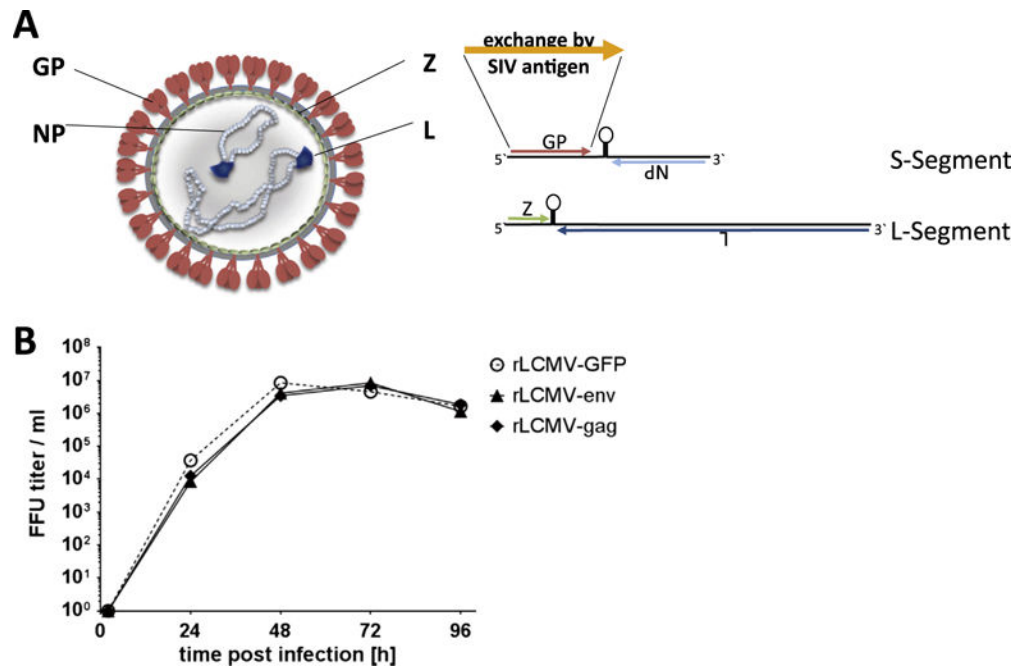 A
GP
NP
Z
L
exchange by
SIV antigen
GP
5` 3`
NP
S-Segment
Z
5` 3`
L
L-Segment
B
FFU titer / ml
10⁸
10⁷
10⁶
10⁵
10⁴
10³
10²
10¹
10⁰
0 24 48 72 96
time post infection [h]
rLCMV-GFP
rLCMV-env
rLCMV-gag